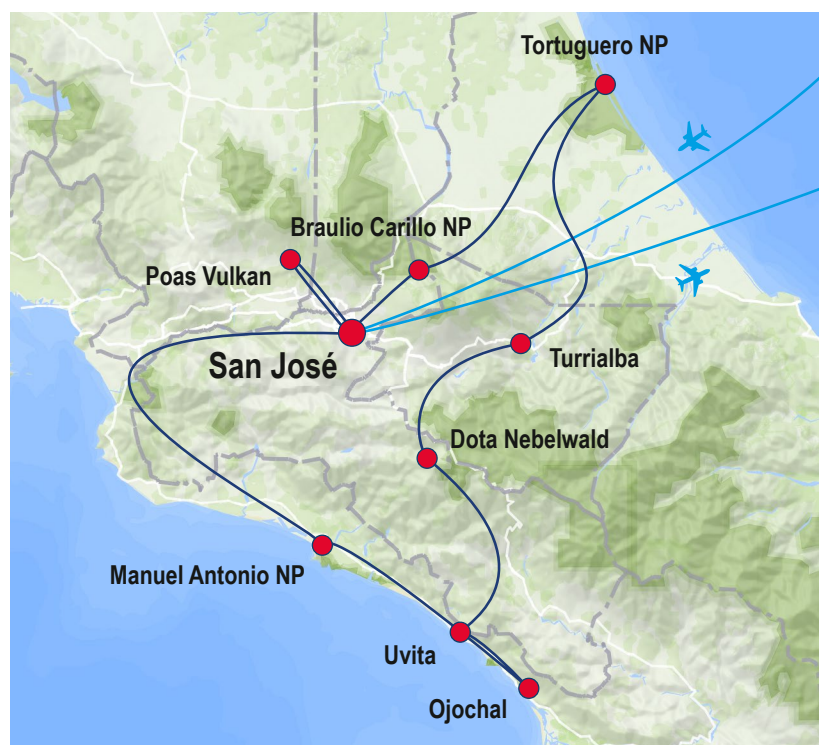 Tortuguero NP
Braulio Carillo NP
Poas Vulkan
San José
Turrialba
Dota Nebelwald
Manuel Antonio NP
Uvita
Ojochal